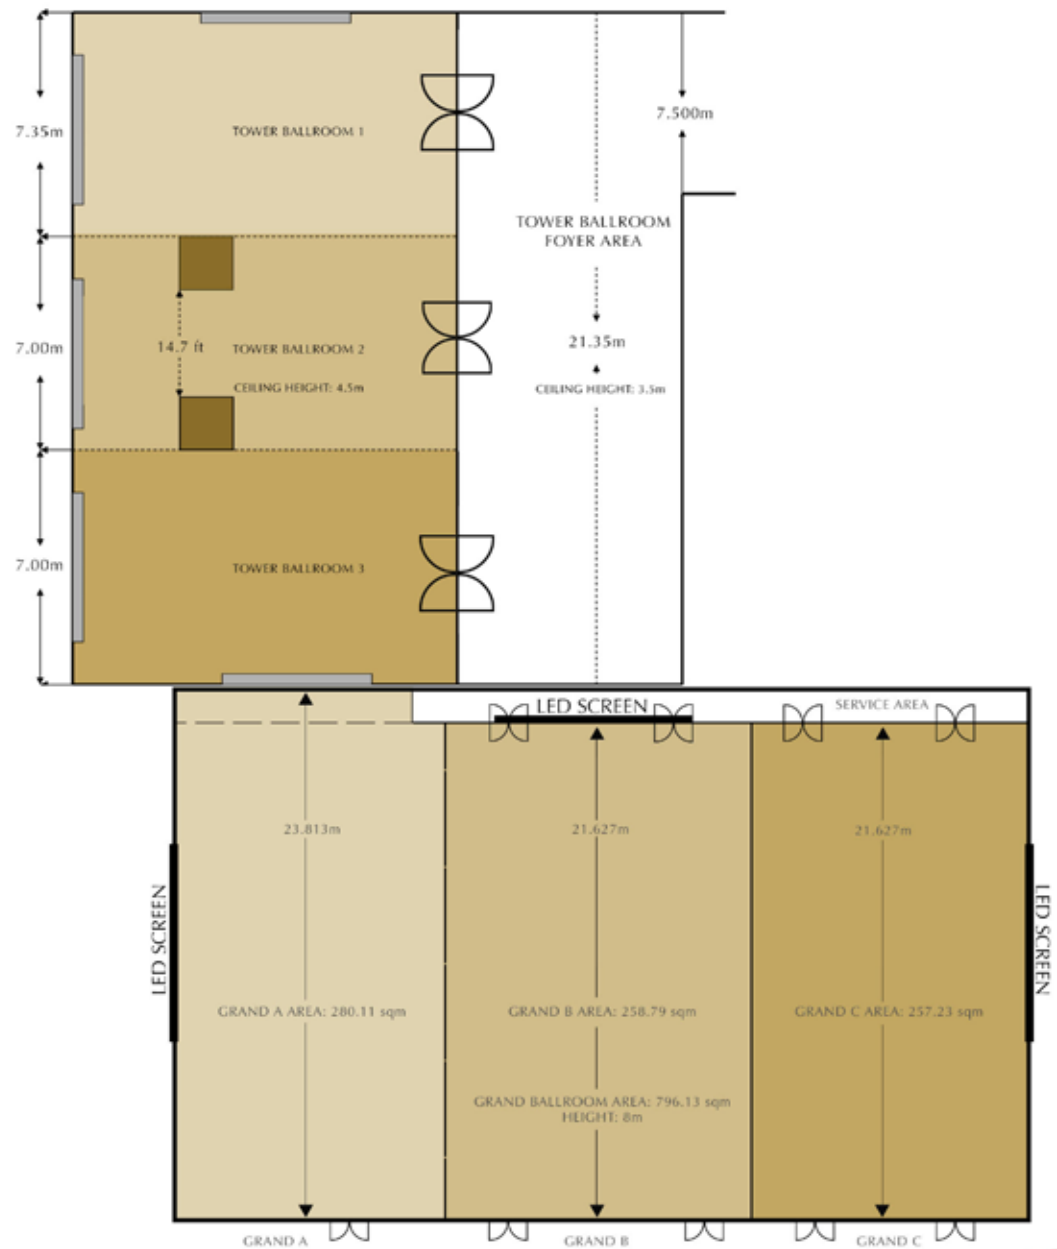 7.500m
7.35m
TOWER BALLROOM 1
TOWER BALLROOM
FOYER AREA
7.00m
14.7 ft
TOWER BALLROOM 2
21.35m
CEILING HEIGHT: 4.5m
CEILING HEIGHT: 3.5m
7.00m
TOWER BALLROOM 3
LED SCREEN
SERVICE AREA
23.813m
21.627m
21.627m
LED SCREEN
LED SCREEN
GRAND A AREA: 280.11 sqm
GRAND B AREA: 258.79 sqm
GRAND C AREA: 257.23 sqm
GRAND BALLROOM AREA: 796.13 sqm
HEIGHT: 8m
GRAND A
GRAND B
GRAND C